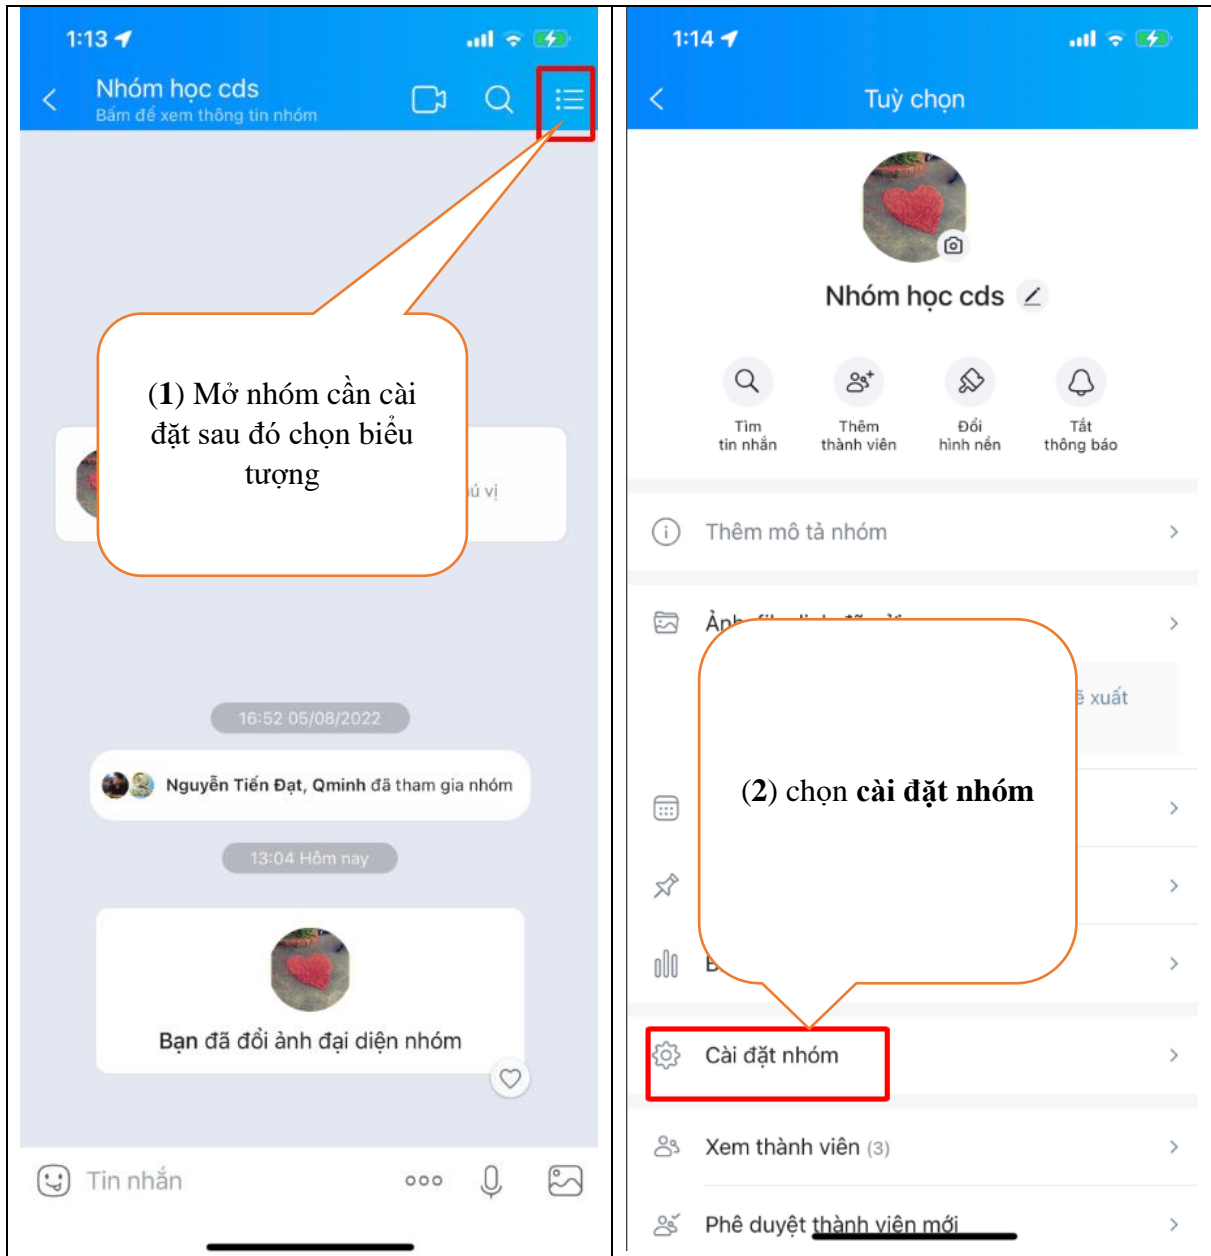 1:13
Nhóm học cds
Bấm để xem thông tin nhóm
(1) Mở nhóm cần cài
đặt sau đó chọn biểu
tượng
ú vị
16:52 05/08/2022
Nguyễn Tiến Đạt, Qminh đã tham gia nhóm
13:04 Hôm nay
Bạn đã đổi ảnh đại diện nhóm
Tin nhắn
1:14
Tuỳ chọn
Nhóm học cds
Tìm
tin nhắn
Thêm
thành viên
Đổi
hình nền
Tắt
thông báo
Thêm mô tả nhóm
xuất
(2) chọn cài đặt nhóm
Cài đặt nhóm
Xem thành viên (3)
Phê duyệt thành viên mới